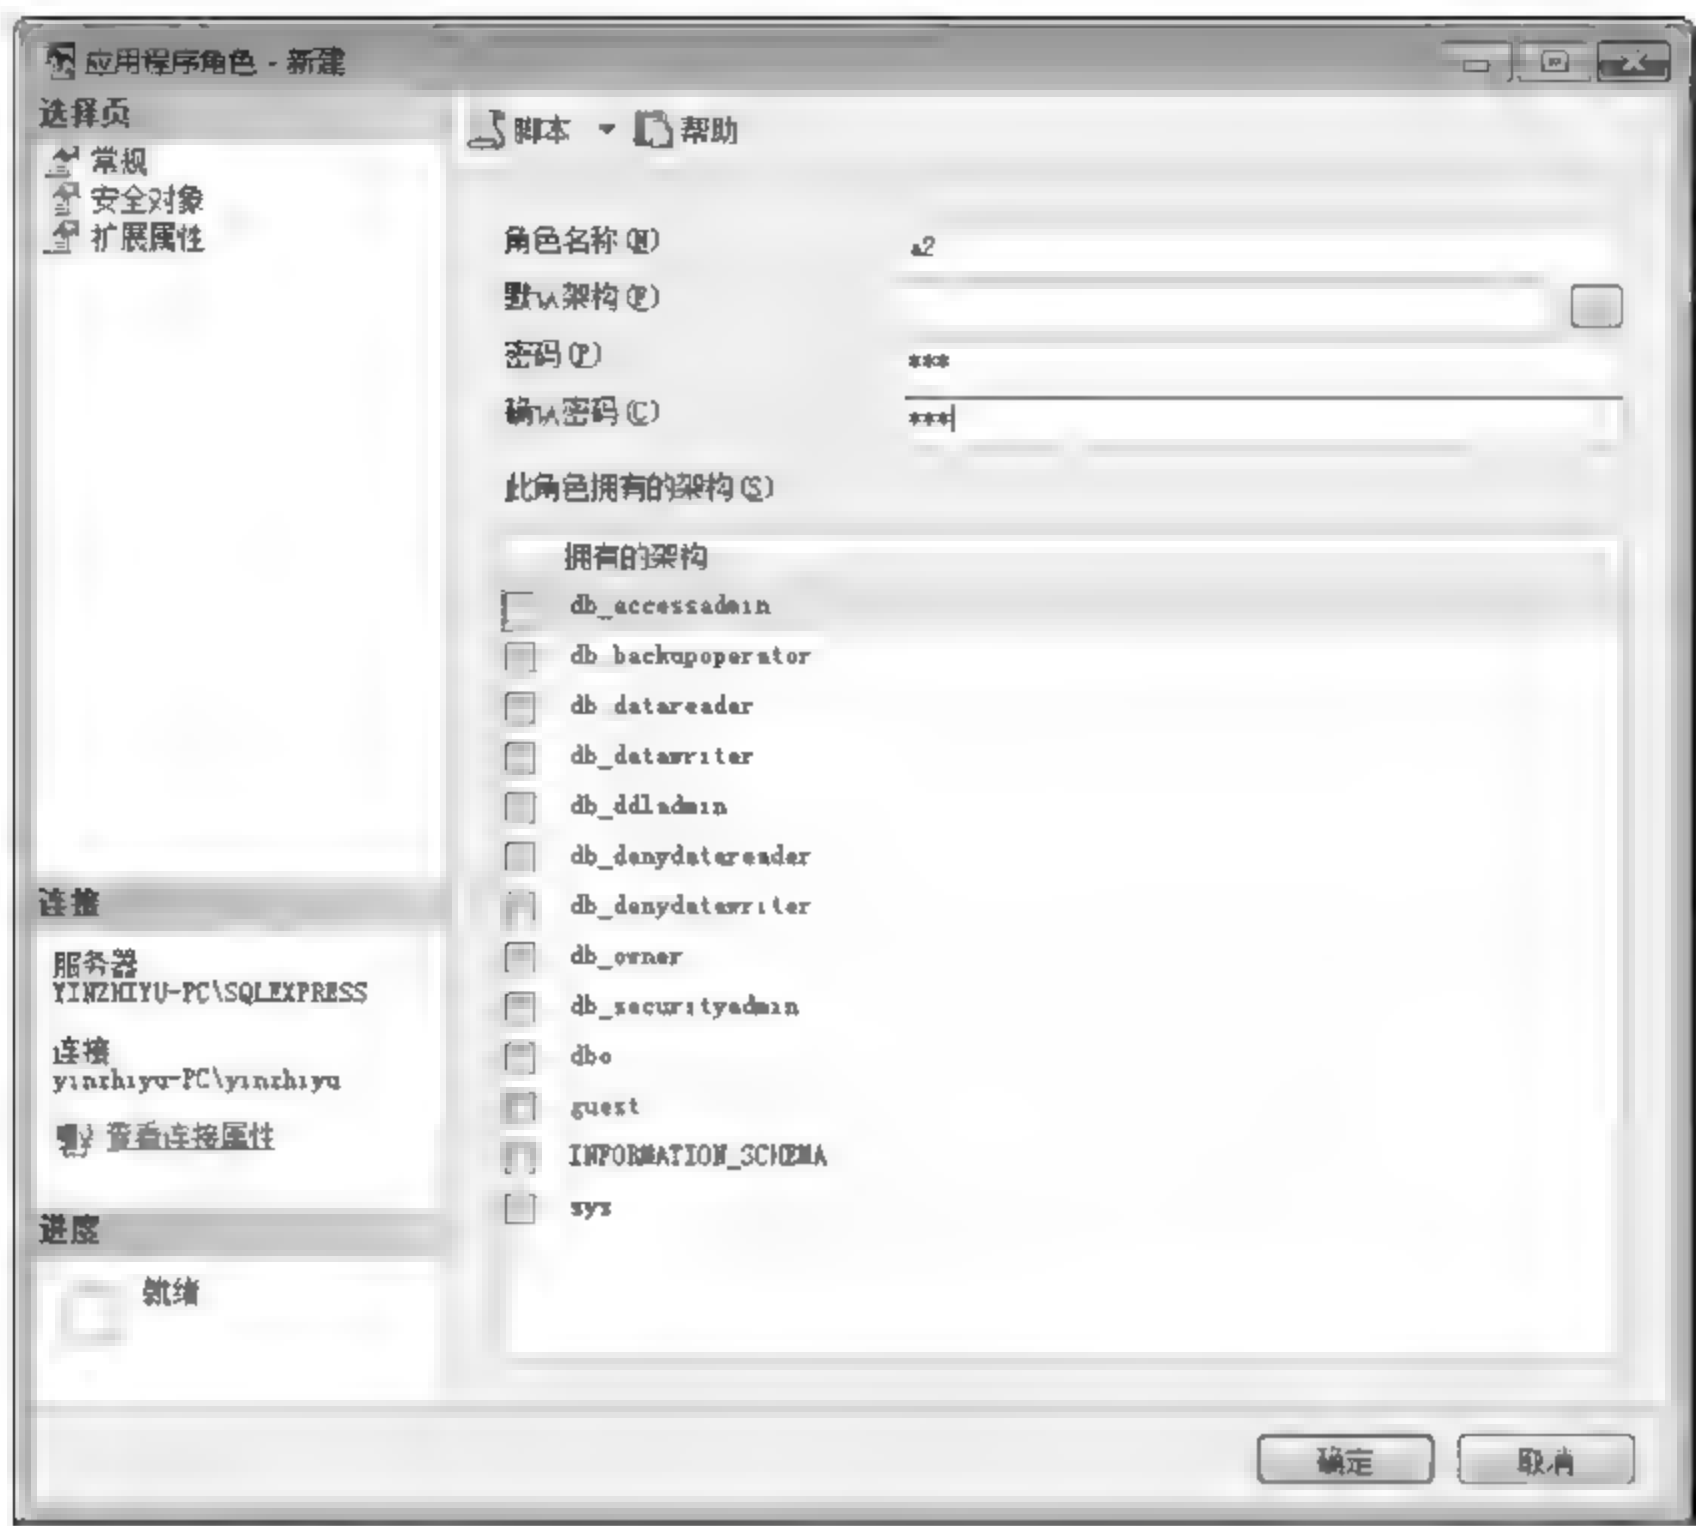 应用程序角色 - 新建
选择页
常规
安全对象
扩展属性
脚本 帮助
角色名称(N) a2
默认架构(F)
密码(P) ***
确认密码(C) ***
此角色拥有的架构(S)
拥有的架构
db_accessadmin
db_backupoperator
db_datareader
db_datawriter
db_ddladmin
db_denydatareader
db_denydatawriter
db_owner
db_securityadmin
dbo
guest
INFORMATION_SCHEMA
sys
连接
服务器
YINZHIYU-PC\SQLEXPRESS
连接
yinzhiyu-PC\yinzhiyu
查看连接属性
进度
就绪
确定 取消